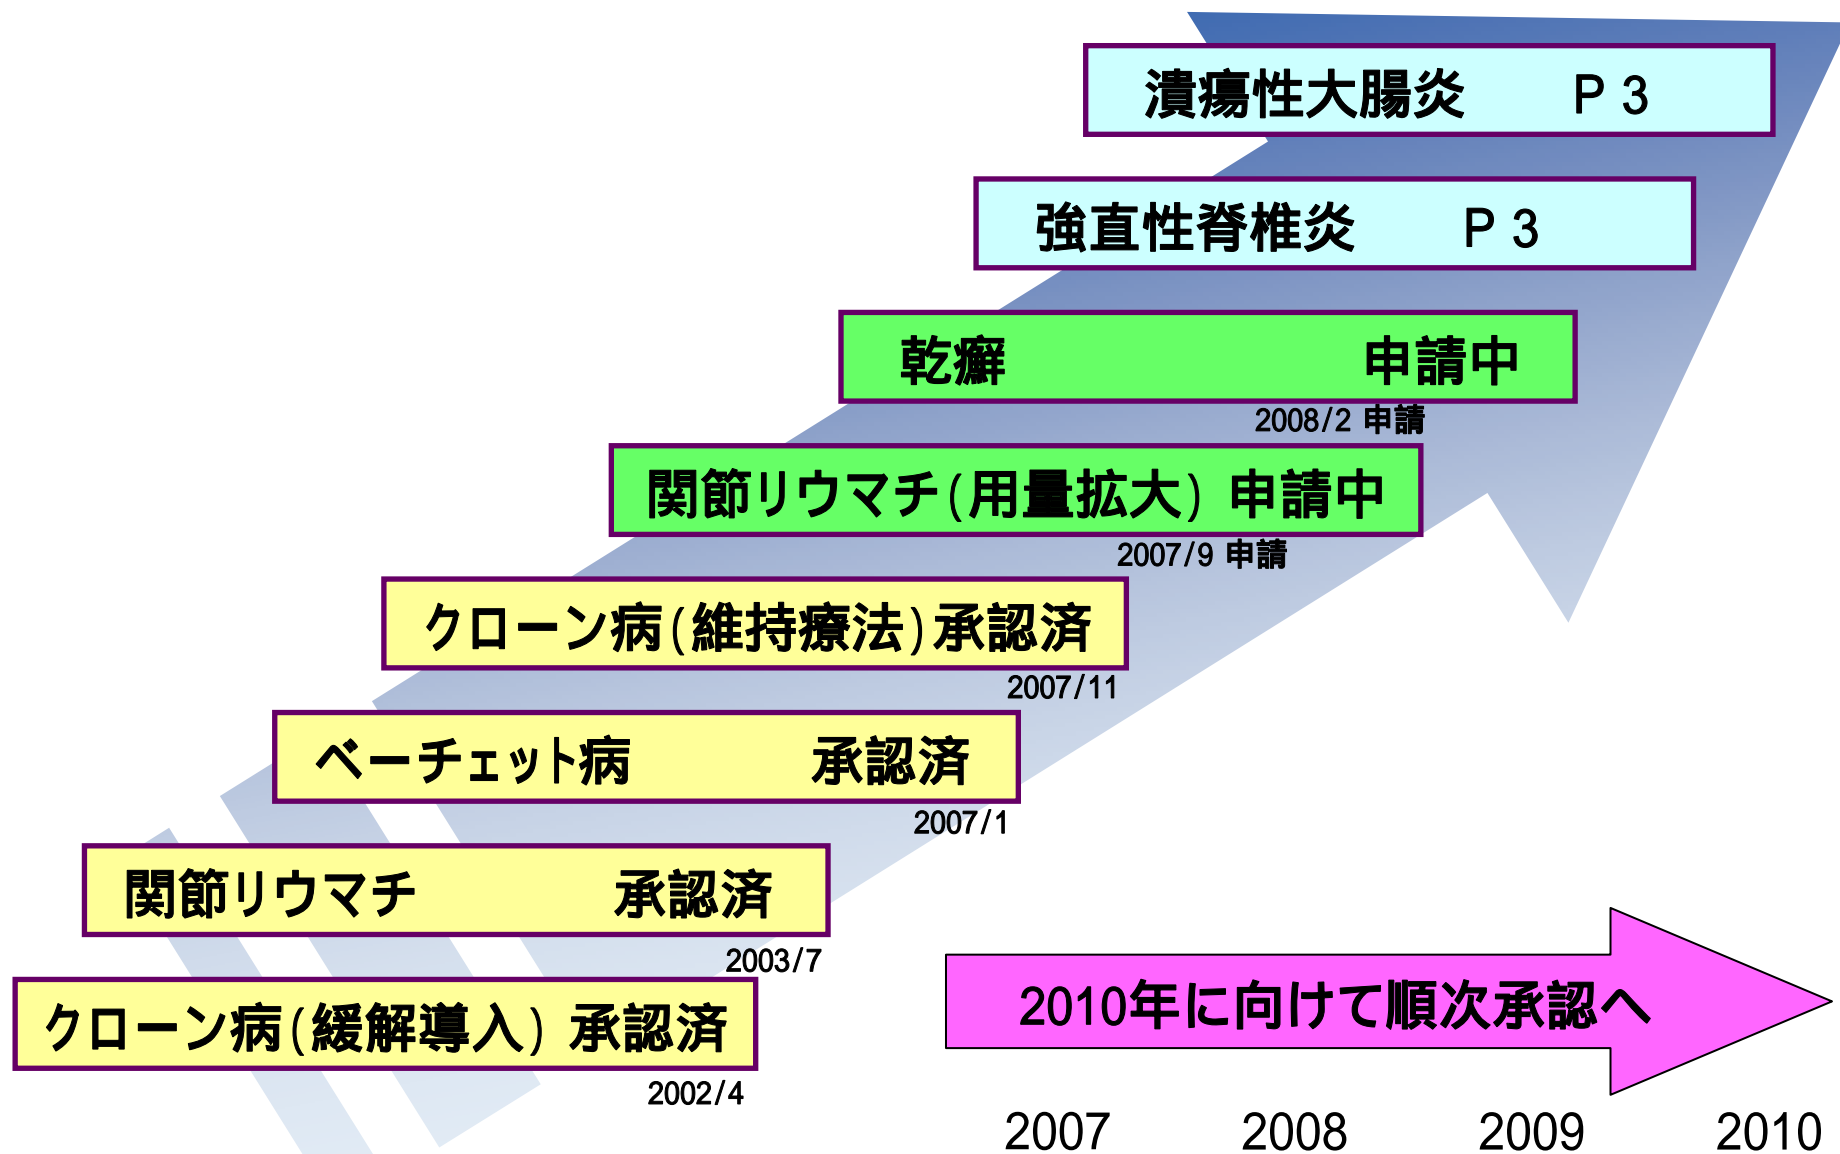 潰瘍性大腸炎 P 3
強直性脊椎炎 P 3
乾癬 申請中
2008/2 申請
関節リウマチ(用量拡大) 申請中
2007/9 申請
クローン病(維持療法)承認済
2007/11
ベーチェット病 承認済
2007/1
関節リウマチ 承認済
2003/7
クローン病(緩解導入) 承認済
2002/4
2010年に向けて順次承認へ
2007 2008 2009 2010